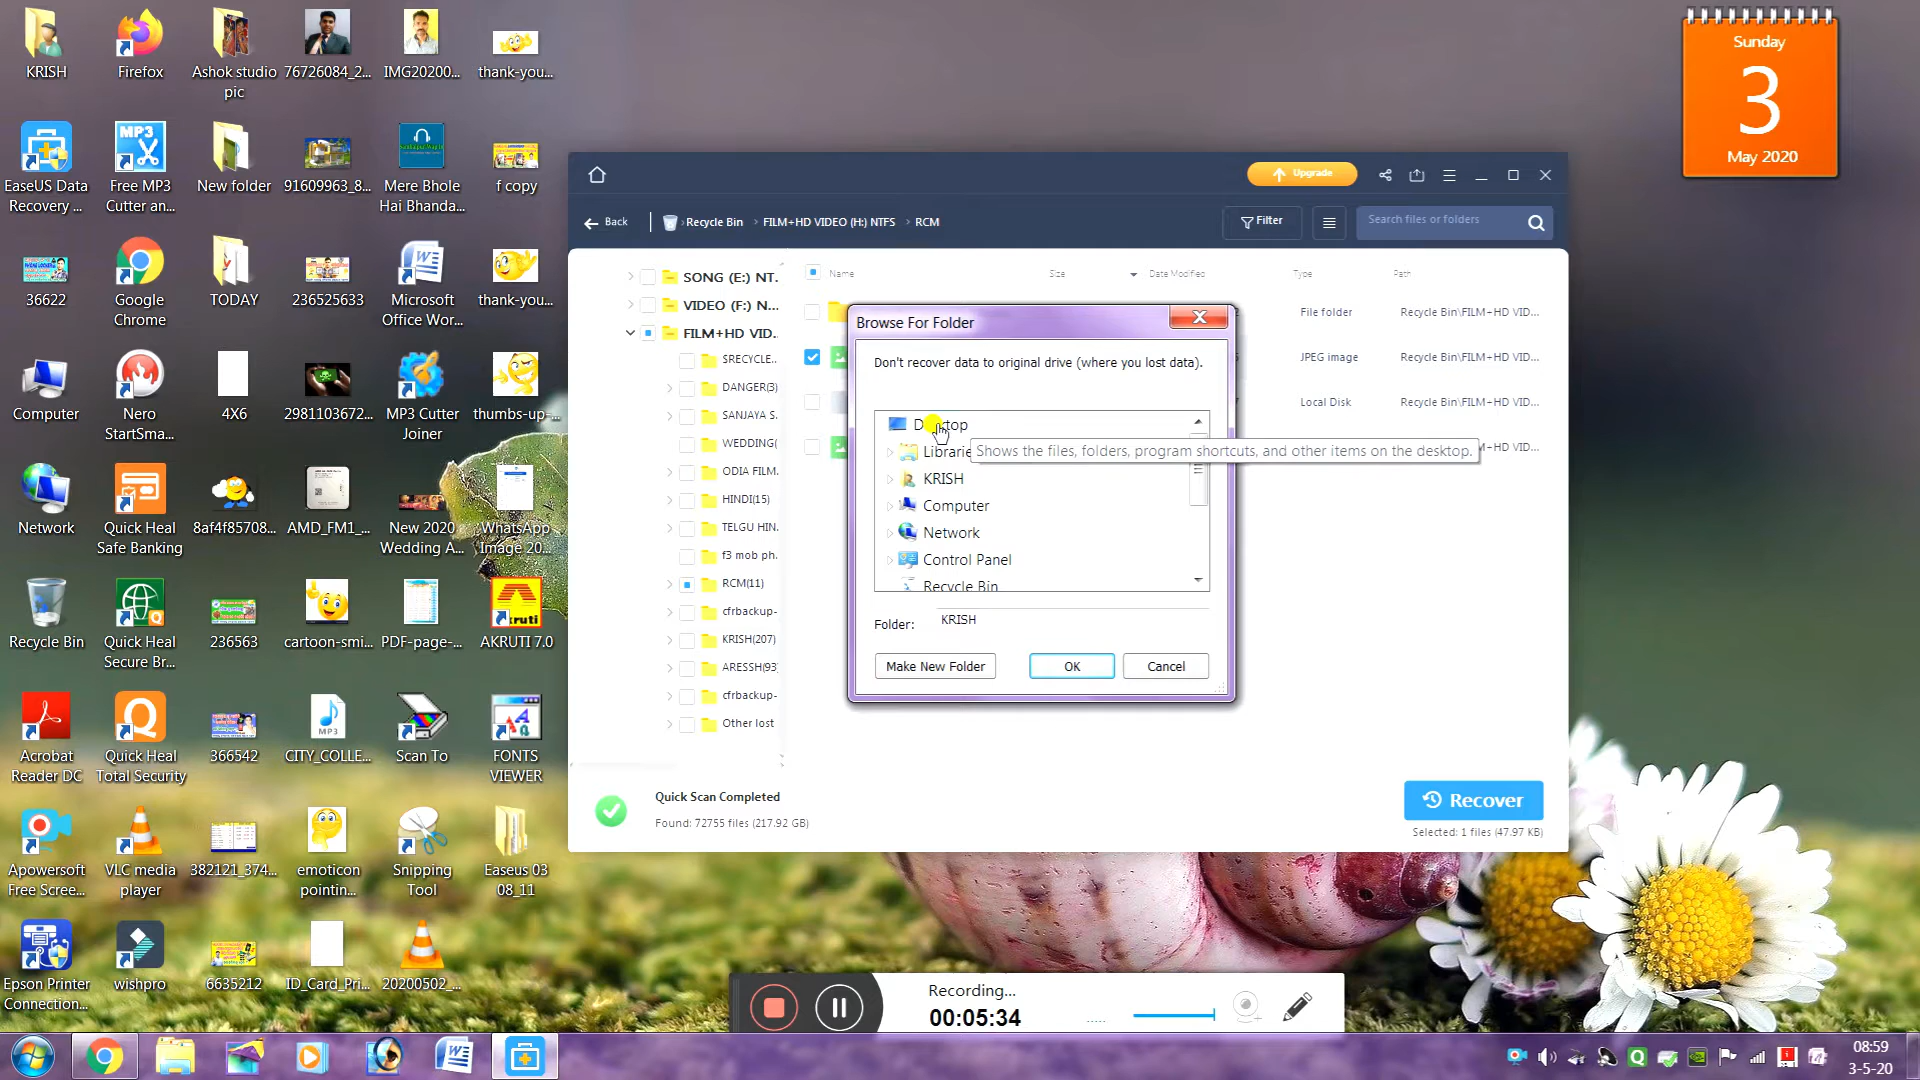 KRISH
Firefox
Ashok studio
pic
76726084_2...
IMG20200...
thank-you...
EaseUS Data
Recovery ...
MP3
Free MP3
Cutter an...
New folder
91609963_8...
Mere Bhole
Hai Bhanda...
f copy
36622
Google
Chrome
TODAY
236525633
Microsoft
Office Wor...
thank-you...
Computer
Nero
StartSma...
4X6
2981103672...
MP3 Cutter
Joiner
thumbs-up-...
Network
Quick Heal
Safe Banking
8af4f85708...
AMD_FM1_...
New 2020
Wedding A...
WhatsApp
Image 20...
Recycle Bin
Quick Heal
Secure Br...
236563
cartoon-smi...
PDF-page-...
Akruti
AKRUTI 7.0
Acrobat
Reader DC
Quick Heal
Total Security
366542
MP3
CITY_COLLE...
Scan To
FONTS
VIEWER
Apowersoft
Free Scree...
VLC media
player
382121_374...
emoticon
pointin...
Snipping
Tool
Easeus 03
08_11
Epson Printer
Connection...
wishpro
6635212
ID_Card_Pri...
20200502_...
Sunday
3
May 2020
Upgrade
Back
Recycle Bin > FILM+HD VIDEO (H:) NTFS > RCM
Filter
Search files or folders
SONG (E:) NT.
VIDEO (F:) N...
FILM+HD VID.
SRECYCLE..
DANGER(3)
SANJAYA S.
WEDDING(
ODIA FILM.
HINDI(15)
TELGU HIN.
f3 mob ph.
RCM(11)
cfrbackup-
KRISH(207)
ARESSH(93)
cfrbackup-
Other lost
Name
Size
Date Modified
Type
Path
File folder
Recycle Bin\FILM+HD VID...
JPEG image
Recycle Bin\FILM+HD VID...
Local Disk
Recycle Bin\FILM+HD VID...
+HD VID...
Browse For Folder
Don't recover data to original drive (where you lost data).
Desktop
Librarie
Shows the files, folders, program shortcuts, and other items on the desktop.
KRISH
Computer
Network
Control Panel
Recycle Bin
Folder:
KRISH
Make New Folder
OK
Cancel
Quick Scan Completed
Found: 72755 files (217.92 GB)
Recover
Selected: 1 files (47.97 KB)
Recording...
00:05:34
08:59
3-5-20